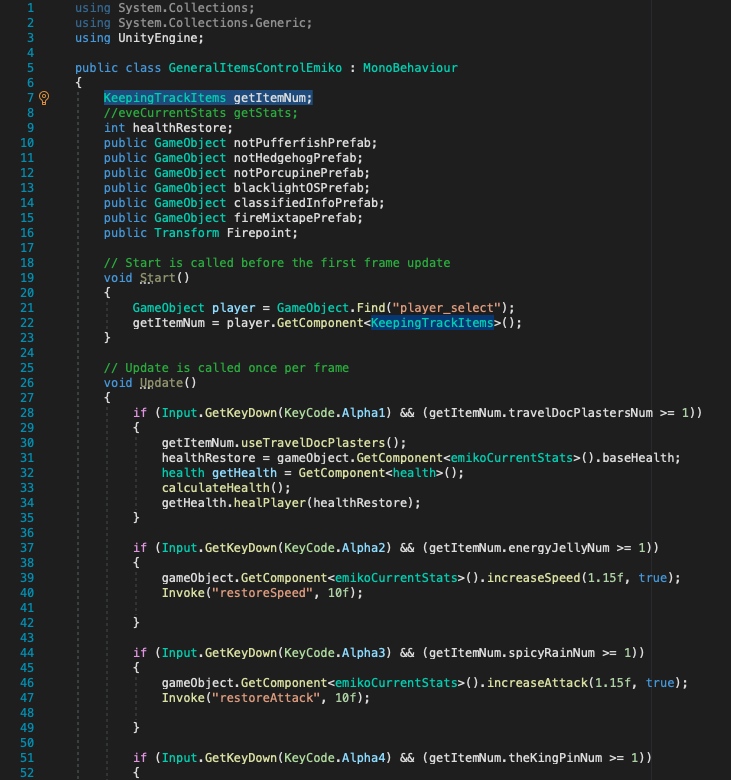 1 using System.Collections;
2 using System.Collections.Generic;
3 using UnityEngine;
4
5 public class GeneralItemsControlEmiko : MonoBehaviour
6 {
7 KeepingTrackItems getItemNum;
8 //eveCurrentStats getStats;
9 int healthRestore;
10 public GameObject notPufferfishPrefab;
11 public GameObject notHedgehogPrefab;
12 public GameObject notPorcupinePrefab;
13 public GameObject blacklightOSPrefab;
14 public GameObject classifiedInfoPrefab;
15 public GameObject fireMixtapePrefab;
16 public Transform Firepoint;
17
18 // Start is called before the first frame update
19 void Start()
20 {
21 GameObject player = GameObject.Find("player_select");
22 getItemNum = player.GetComponent<KeepingTrackItems>();
23 }
24
25 // Update is called once per frame
26 void Update()
27 {
28 if (Input.GetKeyDown(KeyCode.Alpha1) && (getItemNum.travelDocPlastersNum >= 1))
29 {
30 getItemNum.useTravelDocPlasters();
31 healthRestore = gameObject.GetComponent<emikoCurrentStats>().baseHealth;
32 health getHealth = GetComponent<health>();
33 calculateHealth();
34 getHealth.healPlayer(healthRestore);
35 }
36
37 if (Input.GetKeyDown(KeyCode.Alpha2) && (getItemNum.energyJellyNum >= 1))
38 {
39 gameObject.GetComponent<emikoCurrentStats>().increaseSpeed(1.15f, true);
40 Invoke("restoreSpeed", 10f);
41
42 }
43
44 if (Input.GetKeyDown(KeyCode.Alpha3) && (getItemNum.spicyRainNum >= 1))
45 {
46 gameObject.GetComponent<emikoCurrentStats>().increaseAttack(1.15f, true);
47 Invoke("restoreAttack", 10f);
48
49 }
50
51 if (Input.GetKeyDown(KeyCode.Alpha4) && (getItemNum.theKingPinNum >= 1))
52 {